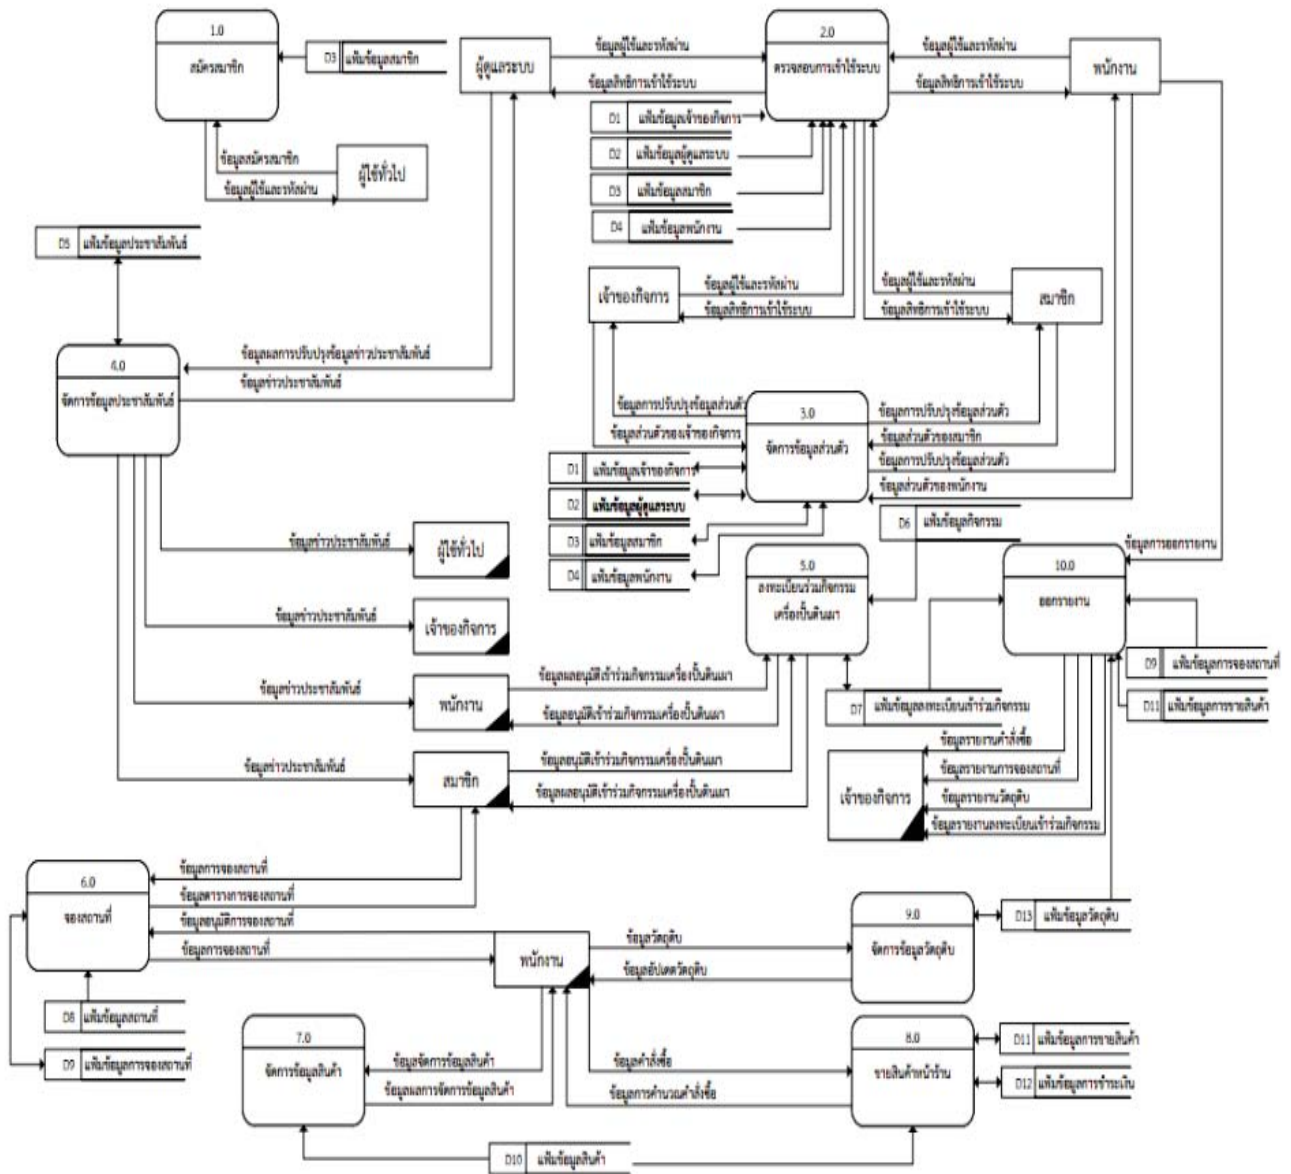 1.0
สมัครสมาชิก
D3 แฟ้มข้อมูลสมาชิก
ผู้ดูแลระบบ
ข้อมูลผู้ใช้และรหัสผ่าน
ข้อมูลสิทธิการเข้าใช้ระบบ
2.0
ตรวจสอบการเข้าใช้ระบบ
ข้อมูลผู้ใช้และรหัสผ่าน
ข้อมูลสิทธิการเข้าใช้ระบบ
พนักงาน
D1 แฟ้มข้อมูลเจ้าของกิจการ
D2 แฟ้มข้อมูลผู้ดูแลระบบ
D3 แฟ้มข้อมูลสมาชิก
D4 แฟ้มข้อมูลพนักงาน
ข้อมูลสมัครสมาชิก
ข้อมูลผู้ใช้และรหัสผ่าน
ผู้ใช้ทั่วไป
D5 แฟ้มข้อมูลประชาสัมพันธ์
เจ้าของกิจการ
ข้อมูลผู้ใช้และรหัสผ่าน
ข้อมูลสิทธิการเข้าใช้ระบบ
ข้อมูลผู้ใช้และรหัสผ่าน
ข้อมูลสิทธิการเข้าใช้ระบบ
สมาชิก
4.0
จัดการข้อมูลประชาสัมพันธ์
ข้อมูลผลการปรับปรุงข้อมูลข่าวประชาสัมพันธ์
ข้อมูลข่าวประชาสัมพันธ์
ข้อมูลการปรับปรุงข้อมูลส่วนตัว
ข้อมูลส่วนตัวของเจ้าของกิจการ
3.0
จัดการข้อมูลส่วนตัว
ข้อมูลการปรับปรุงข้อมูลส่วนตัว
ข้อมูลส่วนตัวของสมาชิก
ข้อมูลการปรับปรุงข้อมูลส่วนตัว
ข้อมูลส่วนตัวของพนักงาน
D1 แฟ้มข้อมูลเจ้าของกิจการ
D2 แฟ้มข้อมูลผู้ดูแลระบบ
D3 แฟ้มข้อมูลสมาชิก
D4 แฟ้มข้อมูลพนักงาน
D6 แฟ้มข้อมูลกิจกรรม
ข้อมูลการออกรายงาน
ข้อมูลข่าวประชาสัมพันธ์
ผู้ใช้ทั่วไป
5.0
ลงทะเบียนร่วมกิจกรรม
เครื่องปั้นดินเผา
10.0
ออกรายงาน
ข้อมูลข่าวประชาสัมพันธ์
เจ้าของกิจการ
D9 แฟ้มข้อมูลการจองสถานที่
D11 แฟ้มข้อมูลการขายสินค้า
D7 แฟ้มข้อมูลลงทะเบียนเข้าร่วมกิจกรรม
ข้อมูลข่าวประชาสัมพันธ์
พนักงาน
ข้อมูลผลอนุมัติเข้าร่วมกิจกรรมเครื่องปั้นดินเผา
ข้อมูลอนุมัติเข้าร่วมกิจกรรมเครื่องปั้นดินเผา
ข้อมูลข่าวประชาสัมพันธ์
สมาชิก
ข้อมูลอนุมัติเข้าร่วมกิจกรรมเครื่องปั้นดินเผา
ข้อมูลผลอนุมัติเข้าร่วมกิจกรรมเครื่องปั้นดินเผา
เจ้าของกิจการ
ข้อมูลรายงานคำสั่งซื้อ
ข้อมูลรายงานการจองสถานที่
ข้อมูลรายงานวัตถุดิบ
ข้อมูลรายงานลงทะเบียนเข้าร่วมกิจกรรม
6.0
จองสถานที่
ข้อมูลการจองสถานที่
ข้อมูลตารางการจองสถานที่
ข้อมูลอนุมัติการจองสถานที่
ข้อมูลการจองสถานที่
พนักงาน
ข้อมูลวัตถุดิบ
ข้อมูลอัปเดตวัตถุดิบ
9.0
จัดการข้อมูลวัตถุดิบ
D13 แฟ้มข้อมูลวัตถุดิบ
D8 แฟ้มข้อมูลสถานที่
D9 แฟ้มข้อมูลการจองสถานที่
7.0
จัดการข้อมูลสินค้า
ข้อมูลจัดการข้อมูลสินค้า
ข้อมูลผลการจัดการข้อมูลสินค้า
ข้อมูลคำสั่งซื้อ
ข้อมูลการคำนวณคำสั่งซื้อ
8.0
ขายสินค้าหน้าร้าน
D11 แฟ้มข้อมูลการขายสินค้า
D12 แฟ้มข้อมูลการชำระเงิน
D10 แฟ้มข้อมูลสินค้า